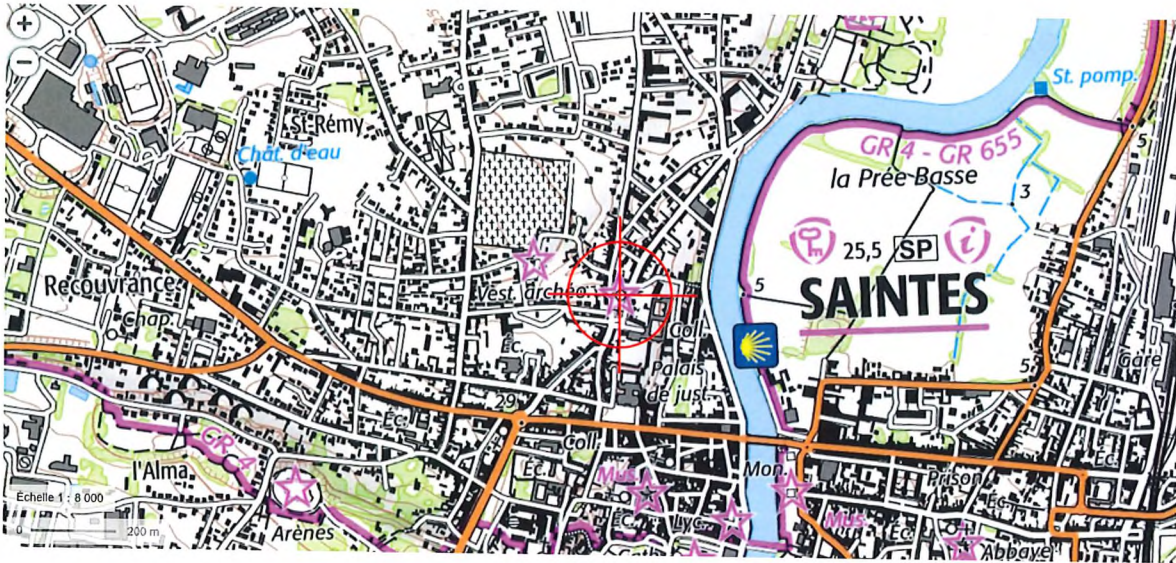 +
−
St-Rémy
Chât. d'eau
St. pomp.
GR 4 - GR 655
la Prée Basse
5
3
25,5 SP i
SAINTES
Vest. archéo.
5
Recouvrance
Chap.
Éc.
Coll.
Palais
de just.
Gare
5
29
Éc.
Coll.
GR 4
l'Alma
Éc.
Mus.
Mon.
Prison
Éc.
Éc.
Échelle 1 : 8 000
0 200 m
Arènes
Éc.
Lyc.
Mus.
Éc.
Abbaye